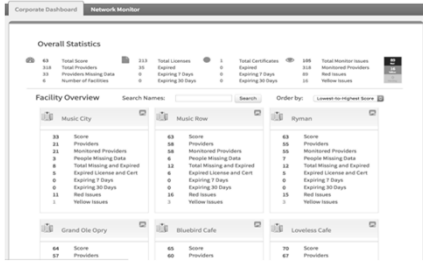 Corporate Dashboard Network Monitor
Overall Statistics
63 Total Score
218 Total Providers
33 Providers Missing Data
6 Number of Facilities
213 Total Licenses
35 Expired
0 Expiring 7 Days
0 Expiring 30 Days
1 Total Certificates
0 Expired
0 Expiring 7 Days
0 Expiring 30 Days
Total Monitor Issues
218 Monitored Providers
Red Issues
Yellow Issues
Facility Overview Search Names: Search Order by: Lowest-to-Highest Score
Music City
33 Score
21 Providers
21 Monitored Providers
People Missing Data
Total Missing and Expired
Expired License and Cert
0 Expiring 7 Days
0 Expiring 30 Days
11 Red Issues
1 Yellow Issues
Music Row
63 Score
58 Providers
58 Monitored Providers
People Missing Data
12 Total Missing and Expired
Expired License and Cert
0 Expiring 7 Days
0 Expiring 30 Days
16 Red Issues
Yellow Issues
Ryman
63 Score
55 Providers
55 Monitored Providers
7 People Missing Data
12 Total Missing and Expired
Expired License and Cert
0 Expiring 7 Days
0 Expiring 30 Days
15 Red Issues
Yellow Issues
Grand Ole Opry
64 Score
57 Providers
Bluebird Cafe
65 Score
60 Providers
Loveless Cafe
70 Score
67 Providers